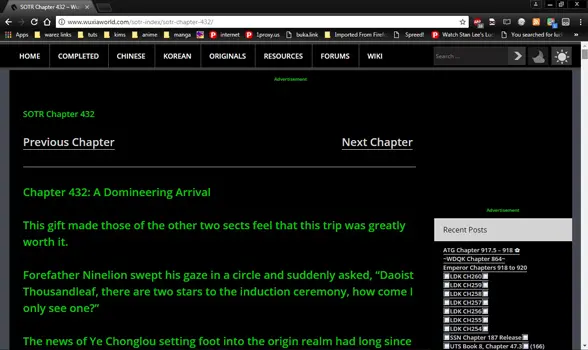 SOTR Chapter 432 – Wuxia
www.wuxiaworld.com/sotr-index/sotr-chapter-432/
Apps warez links tuts kims anime manga internet 1proxy.us buka.link Imported From Firef Speed! Watch Stan Lee's Lu You searched for lu
HOME COMPLETED CHINESE KOREAN ORIGINALS RESOURCES FORUMS WIKI Search ...
Advertisement
SOTR Chapter 432
Previous Chapter Next Chapter
Chapter 432: A Domineering Arrival
This gift made those of the other two sects feel that this trip was greatly
worth it.
Forefather Ninelion swept his gaze in a circle and suddenly asked, “Daoist
Thousandleaf, there are two stars to the induction ceremony, how come I
only see one?”
The news of Ye Chonglou setting foot into the origin realm had long since
Advertisement
Recent Posts
ATG Chapter 917.5 – 918 ✿
~WDQK Chapter 864~
Emperor Chapters 918 to 920
LDK CH260
LDK CH259
LDK CH258
LDK CH257
LDK CH256
LDK CH255
LDK CH254
SSN Chapter 187 Release
UTS Book 8, Chapter 47.3 (166)